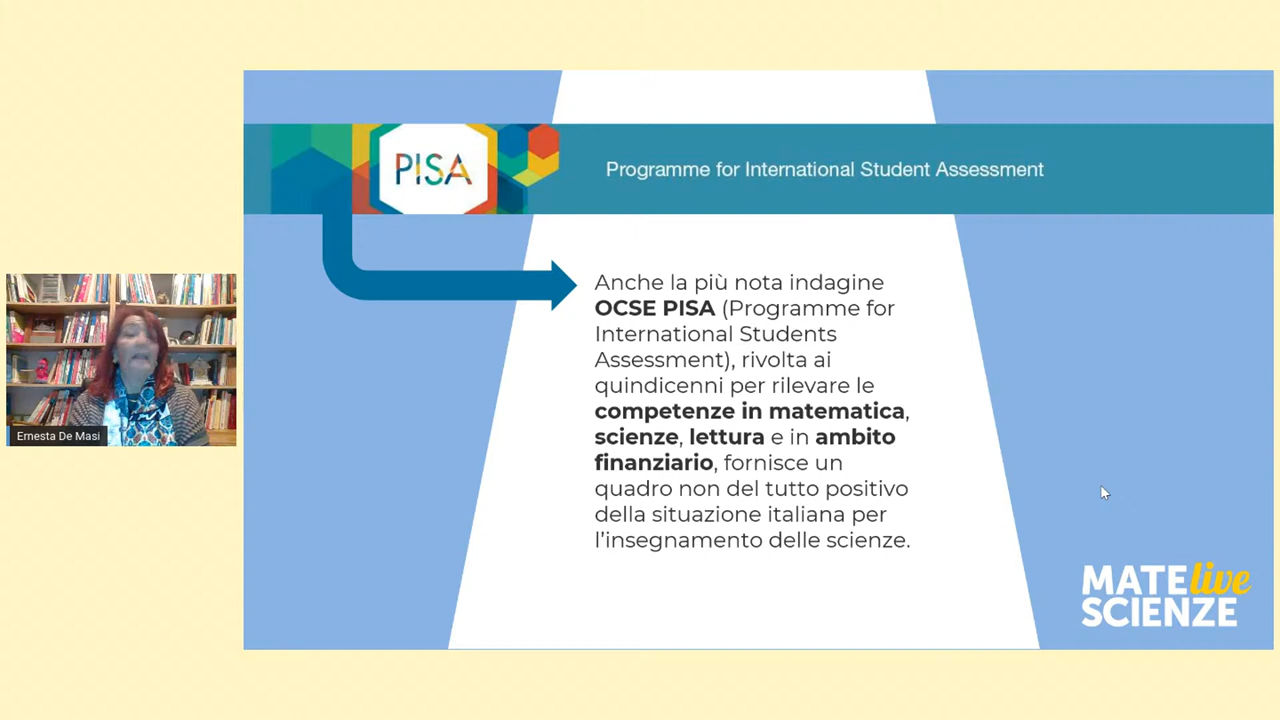 PISA
Programme for International Student Assessment
Anche la più nota indagine
OCSE PISA (Programme for
International Students
Assessment), rivolta ai
quindicenni per rilevare le
competenze in matematica,
scienze, lettura e in ambito
finanziario, fornisce un
quadro non del tutto positivo
della situazione italiana per
l'insegnamento delle scienze.
Ernesta De Masi
MATE live
SCIENZE